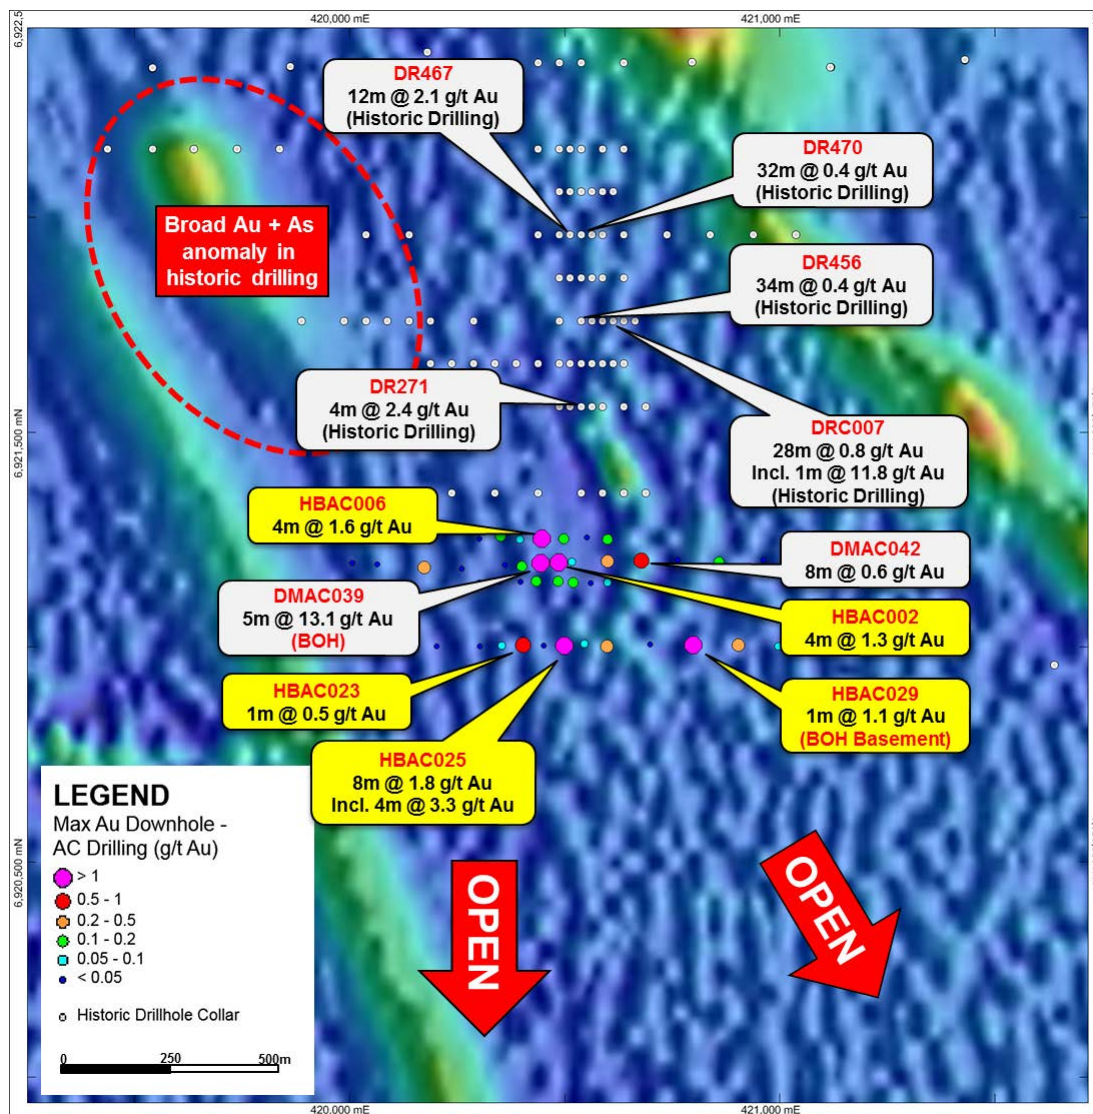 420,000 mE
421,000 mE
6,922,5
DR467
12m @ 2.1 g/t Au
(Historic Drilling)
DR470
32m @ 0.4 g/t Au
(Historic Drilling)
Broad Au + As
anomaly in
historic drilling
DR456
34m @ 0.4 g/t Au
(Historic Drilling)
DR271
4m @ 2.4 g/t Au
(Historic Drilling)
DRC007
28m @ 0.8 g/t Au
Incl. 1m @ 11.8 g/t Au
(Historic Drilling)
6,921,500 mN
HBAC006
4m @ 1.6 g/t Au
DMAC042
8m @ 0.6 g/t Au
DMAC039
5m @ 13.1 g/t Au
(BOH)
HBAC002
4m @ 1.3 g/t Au
HBAC023
1m @ 0.5 g/t Au
HBAC029
1m @ 1.1 g/t Au
(BOH Basement)
HBAC025
8m @ 1.8 g/t Au
Incl. 4m @ 3.3 g/t Au
6,920,500 mN
OPEN
OPEN
LEGEND
Max Au Downhole -
AC Drilling (g/t Au)
> 1
0.5 - 1
0.2 - 0.5
0.1 - 0.2
0.05 - 0.1
< 0.05
Historic Drillhole Collar
0 250 500m
420,000 mE
421,000 mE